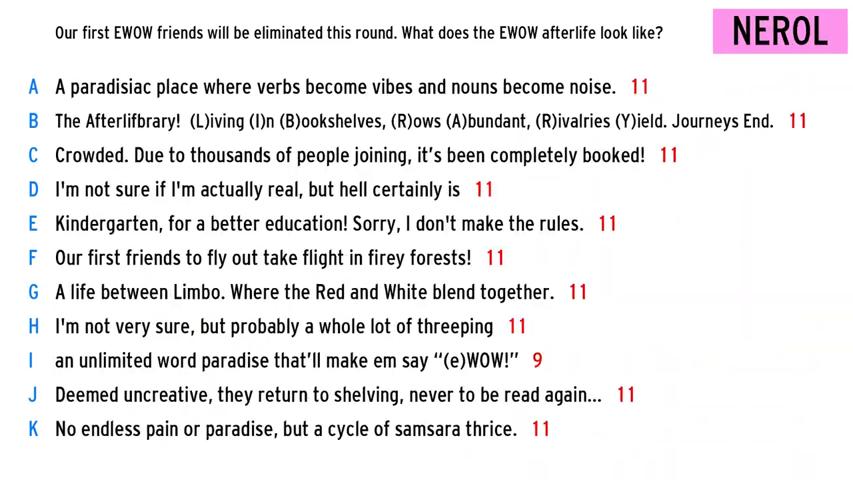 Our first EWOW friends will be eliminated this round. What does the EWOW afterlife look like?
NEROL
A A paradisiac place where verbs become vibes and nouns become noise. 11
B The Afterlifbrary! (L)iving (I)n (B)ookshelves, (R)ows (A)bundant, (R)ivalries (Y)ield. Journeys End. 11
C Crowded. Due to thousands of people joining, it's been completely booked! 11
D I'm not sure if I'm actually real, but hell certainly is 11
E Kindergarten, for a better education! Sorry, I don't make the rules. 11
F Our first friends to fly out take flight in firey forests! 11
G A life between Limbo. Where the Red and White blend together. 11
H I'm not very sure, but probably a whole lot of threeping 11
I an unlimited word paradise that'll make em say “(e)WOW!” 9
J Deemed uncreative, they return to shelving, never to be read again... 11
K No endless pain or paradise, but a cycle of samsara thrice. 11